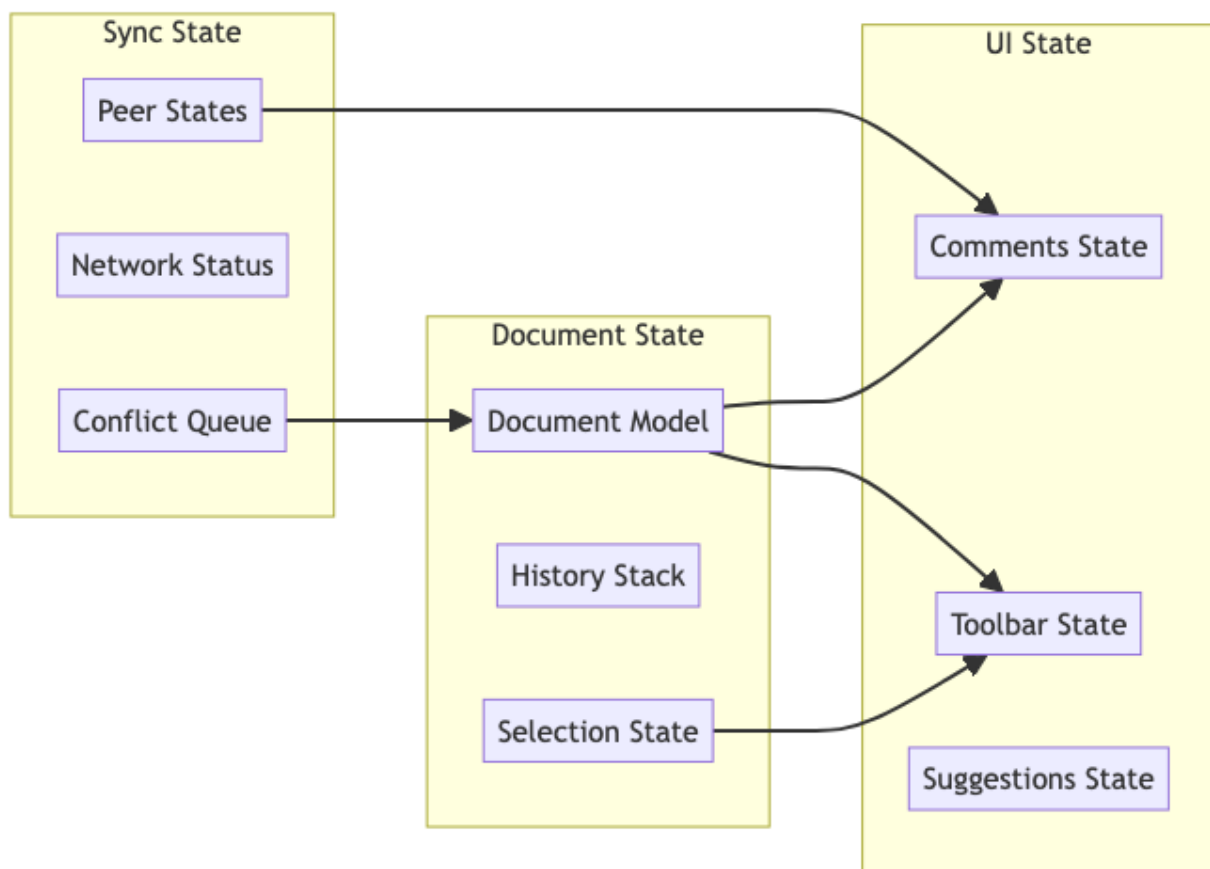 Sync State
Peer States
Network Status
Conflict Queue
Document State
Document Model
History Stack
Selection State
UI State
Comments State
Toolbar State
Suggestions State